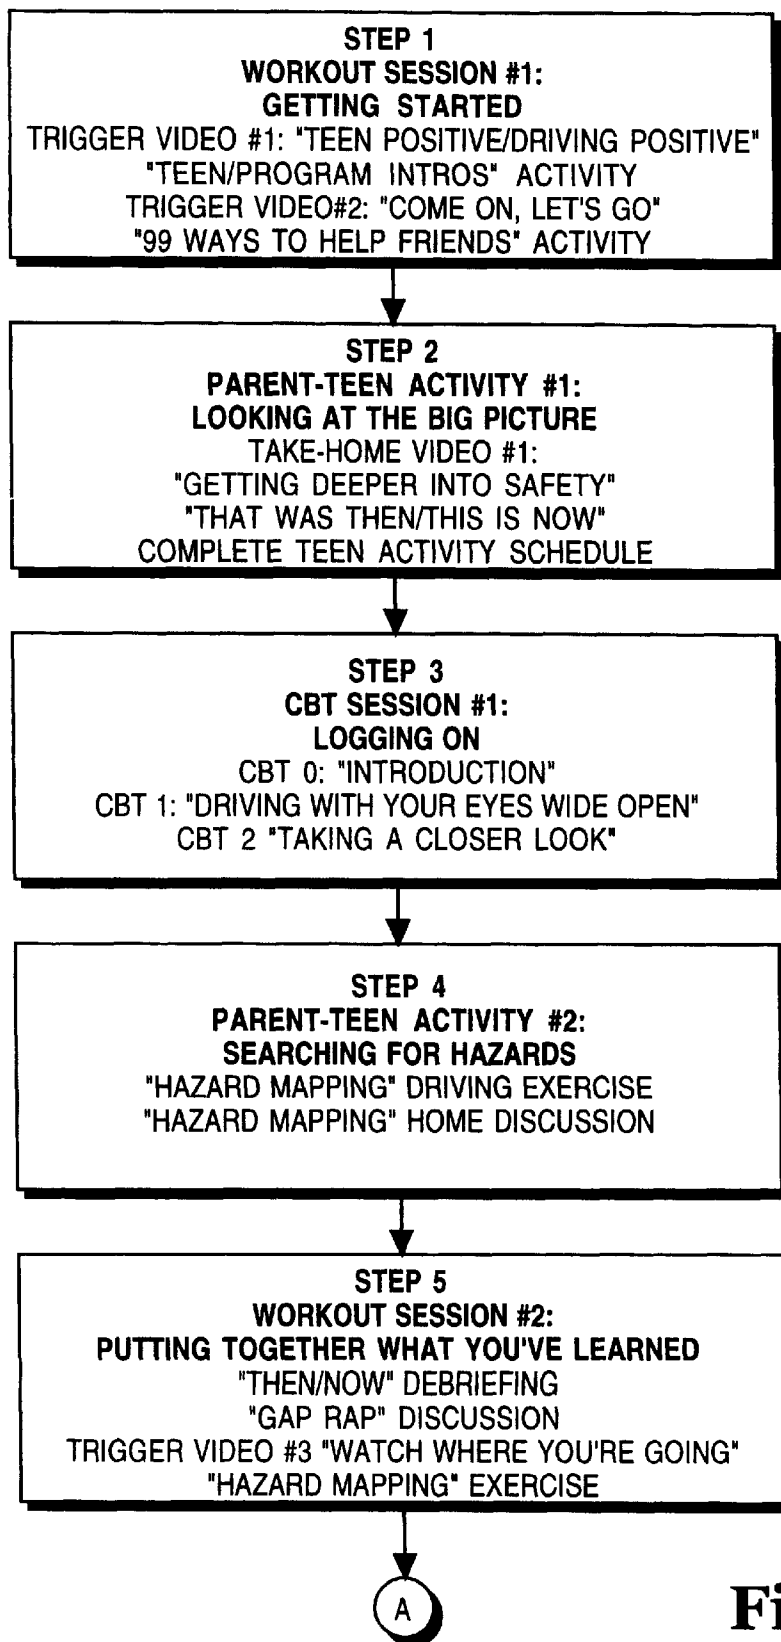 STEP 1
WORKOUT SESSION #1:
GETTING STARTED
TRIGGER VIDEO #1: "TEEN POSITIVE/DRIVING POSITIVE"
"TEEN/PROGRAM INTROS" ACTIVITY
TRIGGER VIDEO#2: "COME ON, LET'S GO"
"99 WAYS TO HELP FRIENDS" ACTIVITY
STEP 2
PARENT-TEEN ACTIVITY #1:
LOOKING AT THE BIG PICTURE
TAKE-HOME VIDEO #1:
"GETTING DEEPER INTO SAFETY"
"THAT WAS THEN/THIS IS NOW"
COMPLETE TEEN ACTIVITY SCHEDULE
STEP 3
CBT SESSION #1:
LOGGING ON
CBT 0: "INTRODUCTION"
CBT 1: "DRIVING WITH YOUR EYES WIDE OPEN"
CBT 2 "TAKING A CLOSER LOOK"
STEP 4
PARENT-TEEN ACTIVITY #2:
SEARCHING FOR HAZARDS
"HAZARD MAPPING" DRIVING EXERCISE
"HAZARD MAPPING" HOME DISCUSSION
STEP 5
WORKOUT SESSION #2:
PUTTING TOGETHER WHAT YOU'VE LEARNED
"THEN/NOW" DEBRIEFING
"GAP RAP" DISCUSSION
TRIGGER VIDEO #3 "WATCH WHERE YOU'RE GOING"
"HAZARD MAPPING" EXERCISE
A